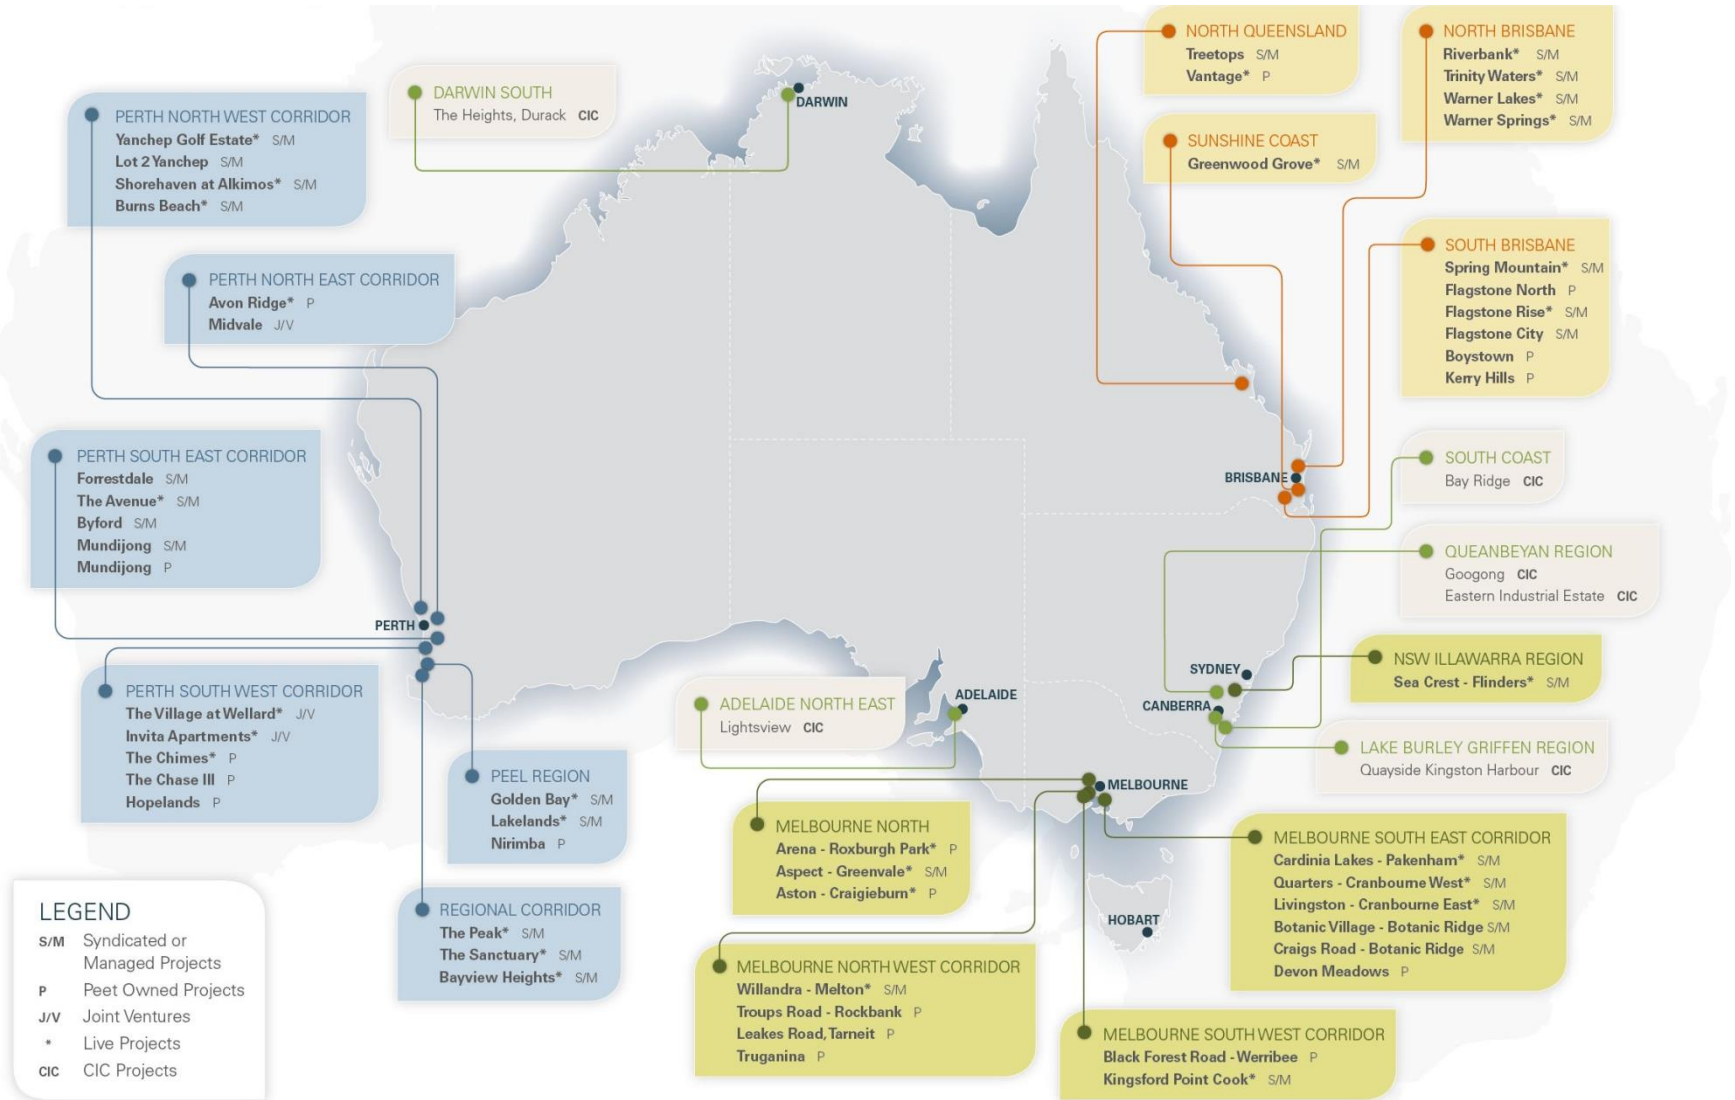 PERTH NORTH WEST CORRIDOR
Yanchep Golf Estate* S/M
Lot 2 Yanchep S/M
Shorehaven at Alkimos* S/M
Burns Beach* S/M
DARWIN SOUTH
The Heights, Durack CIC
DARWIN
NORTH QUEENSLAND
Treetops S/M
Vantage* P
NORTH BRISBANE
Riverbank* S/M
Trinity Waters* S/M
Warner Lakes* S/M
Warner Springs* S/M
SUNSHINE COAST
Greenwood Grove* S/M
SOUTH BRISBANE
Spring Mountain* S/M
Flagstone North P
Flagstone Rise* S/M
Flagstone City S/M
Boystown P
Kerry Hills P
PERTH NORTH EAST CORRIDOR
Avon Ridge* P
Midvale J/V
PERTH SOUTH EAST CORRIDOR
Forrestdale S/M
The Avenue* S/M
Byford S/M
Mundijong S/M
Mundijong P
BRISBANE
SOUTH COAST
Bay Ridge CIC
QUEANBEYAN REGION
Googong CIC
Eastern Industrial Estate CIC
PERTH
PERTH SOUTH WEST CORRIDOR
The Village at Wellard* J/V
Invita Apartments* J/V
The Chimes* P
The Chase III P
Hopelands P
SYDNEY
NSW ILLAWARRA REGION
Sea Crest - Flinders* S/M
CANBERRA
ADELAIDE
ADELAIDE NORTH EAST
Lightsview CIC
LAKE BURLEY GRIFFEN REGION
Quayside Kingston Harbour CIC
PEEL REGION
Golden Bay* S/M
Lakelands* S/M
Nirimba P
MELBOURNE
MELBOURNE NORTH
Arena - Roxburgh Park* P
Aspect - Greenvale* S/M
Aston - Craigieburn* P
MELBOURNE SOUTH EAST CORRIDOR
Cardinia Lakes - Pakenham* S/M
Quarters - Cranbourne West* S/M
Livingston - Cranbourne East* S/M
Botanic Village - Botanic Ridge S/M
Craigs Road - Botanic Ridge S/M
Devon Meadows P
HOBART
REGIONAL CORRIDOR
The Peak* S/M
The Sanctuary* S/M
Bayview Heights* S/M
MELBOURNE NORTH WEST CORRIDOR
Willandra - Melton* S/M
Troups Road - Rockbank P
Leakes Road, Tarneit P
Truganina P
MELBOURNE SOUTH WEST CORRIDOR
Black Forest Road - Werribee P
Kingsford Point Cook* S/M
LEGEND
S/M Syndicated or
Managed Projects
P Peet Owned Projects
J/V Joint Ventures
* Live Projects
CIC CIC Projects